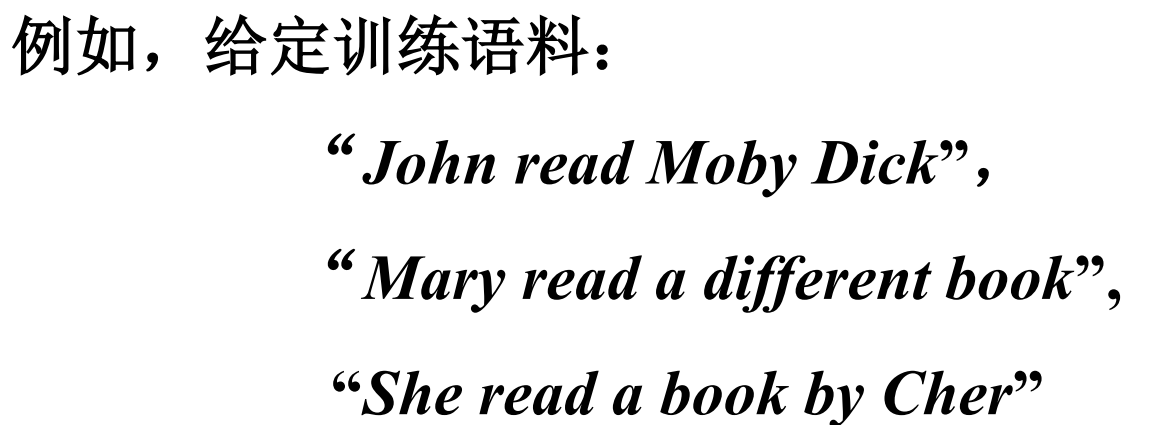 例如，给定训练语料：
“John read Moby Dick”，
“Mary read a different book”,
“She read a book by Cher”